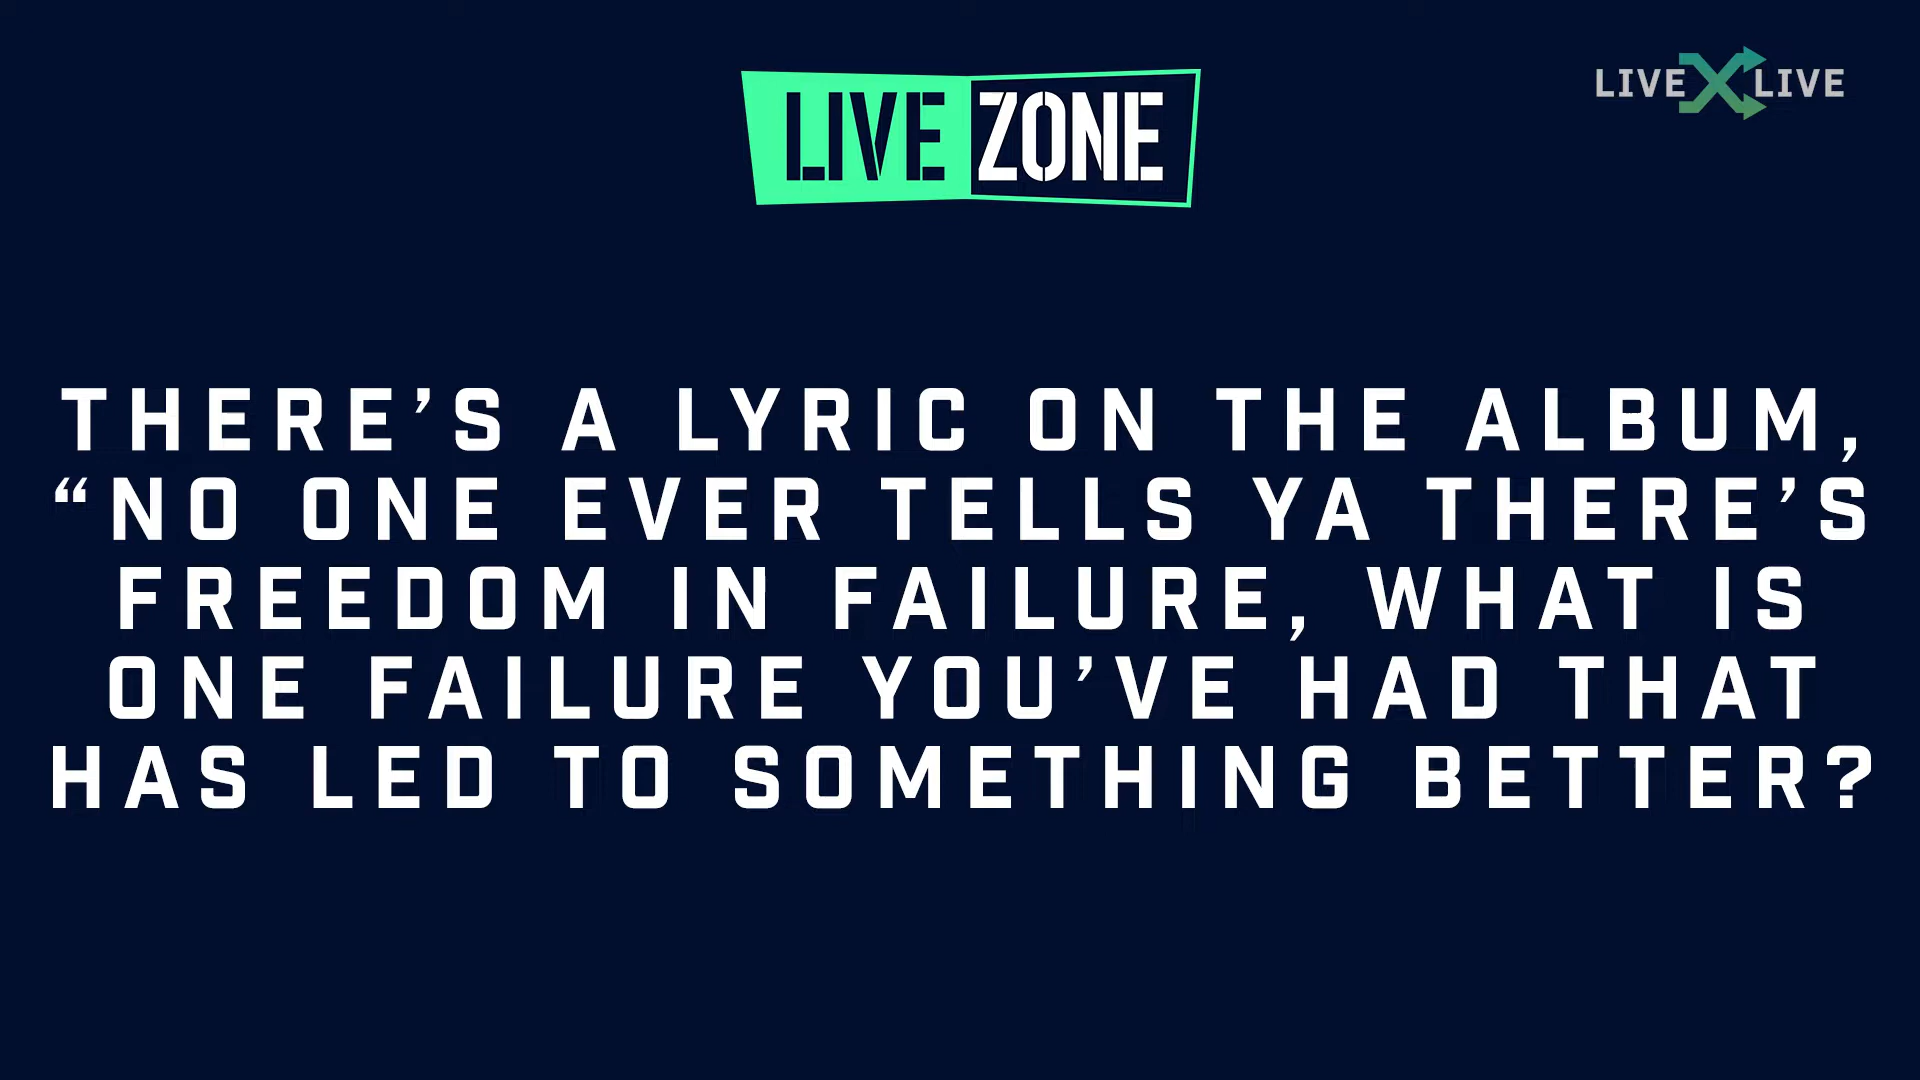 LIVE ZONE
LIVE X LIVE
THERE’S A LYRIC ON THE ALBUM,
“NO ONE EVER TELLS YA THERE’S
FREEDOM IN FAILURE, WHAT IS
ONE FAILURE YOU’VE HAD THAT
HAS LED TO SOMETHING BETTER?